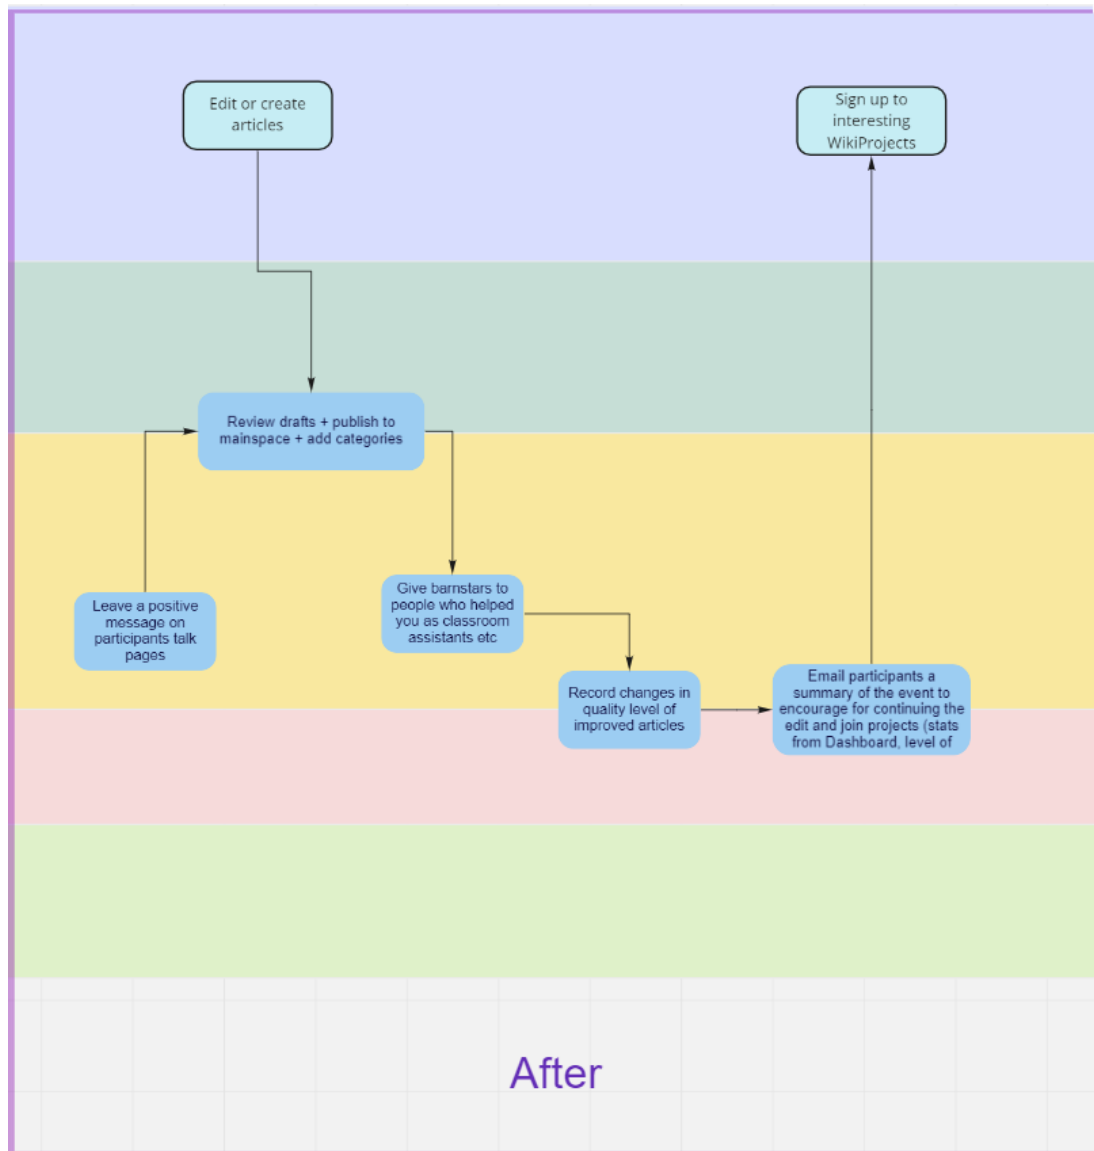 Edit or create
articles
Sign up to
interesting
WikiProjects
Review drafts + publish to
mainspace + add categories
Leave a positive
message on
participants talk
pages
Give barnstars to
people who helped
you as classroom
assistants etc
Record changes in
quality level of
improved articles
Email participants a
summary of the event to
encourage for continuing the
edit and join projects (stats
from Dashboard, level of
After